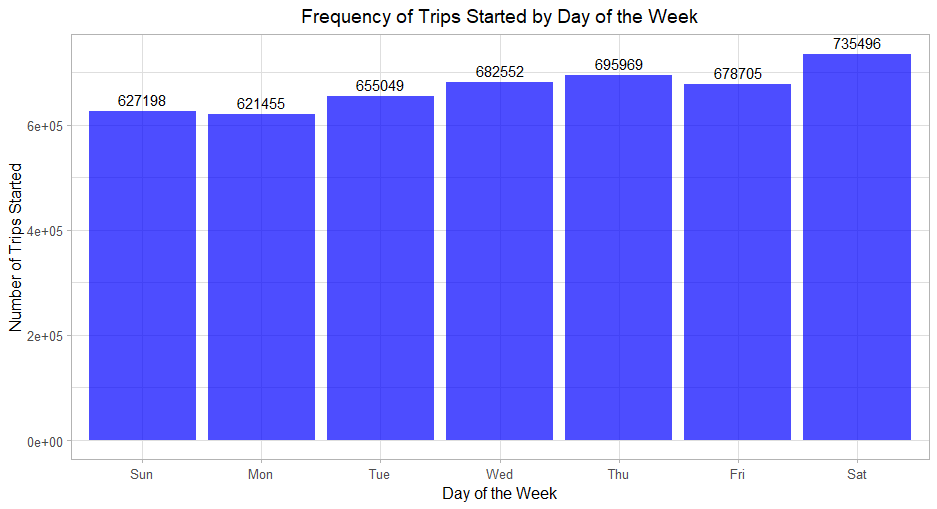 Frequency of Trips Started by Day of the Week
735496
695969
682552
678705
655049
627198
621455
6e+05
4e+05
2e+05
0e+00
Number of Trips Started
Sun Mon Tue Wed Thu Fri Sat
Day of the Week